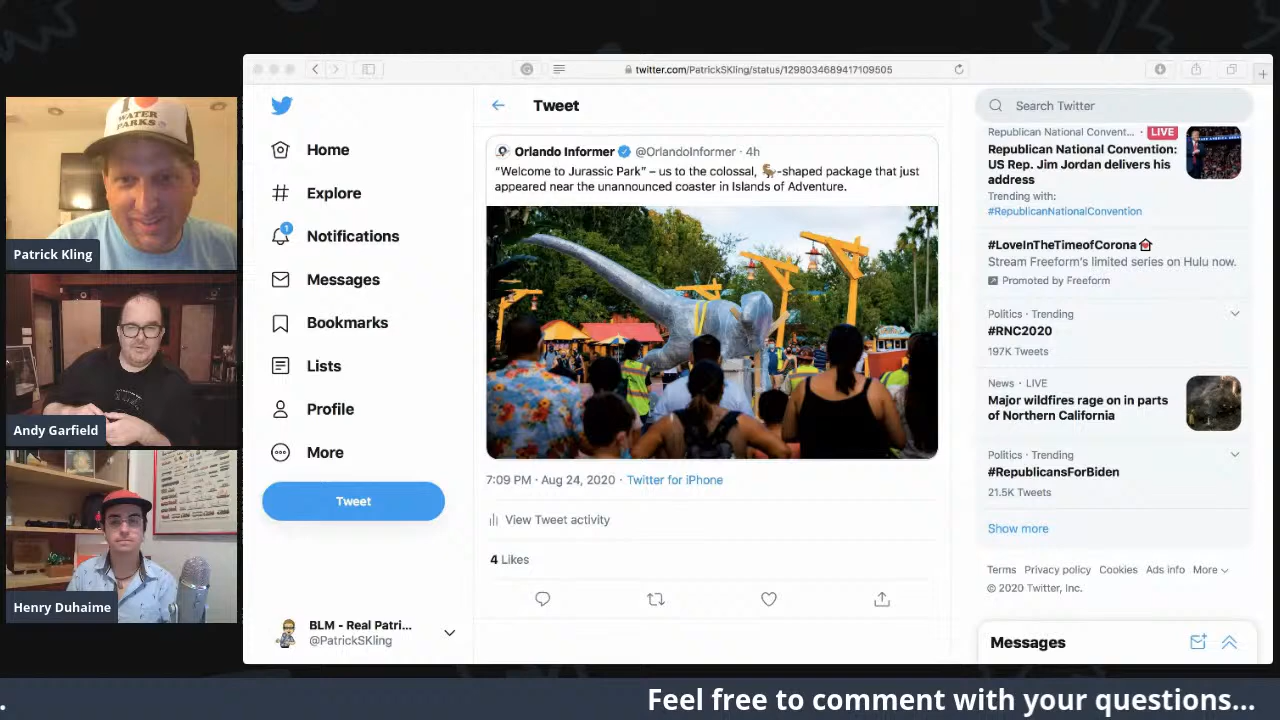 I WATER PARKS
Patrick Kling
Andy Garfield
Henry Duhaime
twitter.com/PatrickSKling/status/1298034689417109505
Home
Explore
1
Notifications
Messages
Bookmarks
Lists
Profile
More
Tweet
BLM - Real Patri...
@PatrickSKling
Tweet
Orlando Informer @OrlandoInformer · 4h
“Welcome to Jurassic Park” – us to the colossal, 🦖-shaped package that just
appeared near the unannounced coaster in Islands of Adventure.
7:09 PM · Aug 24, 2020 · Twitter for iPhone
View Tweet activity
4 Likes
Search Twitter
Republican National Convent... · LIVE
Republican National Convention:
US Rep. Jim Jordan delivers his
address
Trending with:
#RepublicanNationalConvention
#LoveInTheTimeofCorona
Stream Freeform's limited series on Hulu now.
Promoted by Freeform
Politics · Trending
#RNC2020
197K Tweets
News · LIVE
Major wildfires rage on in parts
of Northern California
Politics · Trending
#RepublicansForBiden
21.5K Tweets
Show more
Terms Privacy policy Cookies Ads info More
© 2020 Twitter, Inc.
Messages
. Feel free to comment with your questions...